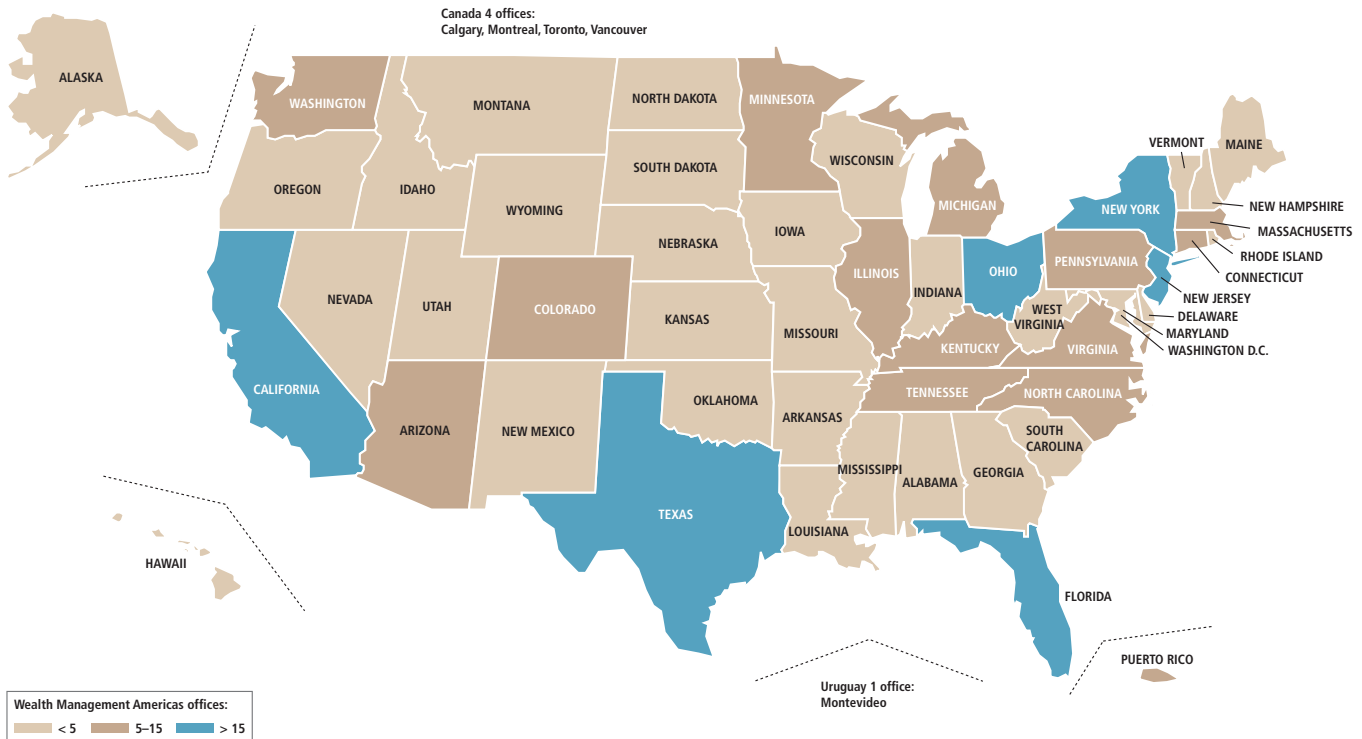 Canada 4 offices:
Calgary, Montreal, Toronto, Vancouver
ALASKA
WASHINGTON
MONTANA
NORTH DAKOTA
MINNESOTA
VERMONT
MAINE
WISCONSIN
SOUTH DAKOTA
OREGON
IDAHO
WYOMING
MICHIGAN
NEW YORK
NEW HAMPSHIRE
MASSACHUSETTS
IOWA
NEBRASKA
RHODE ISLAND
PENNSYLVANIA
ILLINOIS
OHIO
CONNECTICUT
INDIANA
NEVADA
UTAH
COLORADO
NEW JERSEY
WEST
VIRGINIA
DELAWARE
KANSAS
MISSOURI
MARYLAND
KENTUCKY
VIRGINIA
WASHINGTON D.C.
CALIFORNIA
TENNESSEE
NORTH CAROLINA
OKLAHOMA
ARKANSAS
ARIZONA
NEW MEXICO
SOUTH
CAROLINA
MISSISSIPPI
GEORGIA
ALABAMA
TEXAS
LOUISIANA
HAWAII
FLORIDA
PUERTO RICO
Uruguay 1 office:
Montevideo
Wealth Management Americas offices:
< 5 5–15 > 15